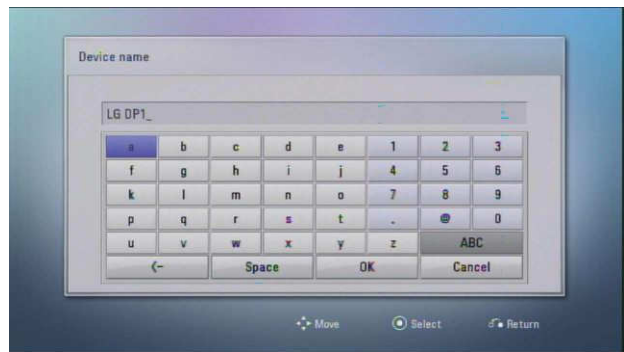 Device name
LG DP1_
a b c d e 1 2 3
f g h i j 4 5 6
k l m n o 7 8 9
p q r s t . @ 0
u v w x y z ABC
<- Space OK Cancel
Move Select Return